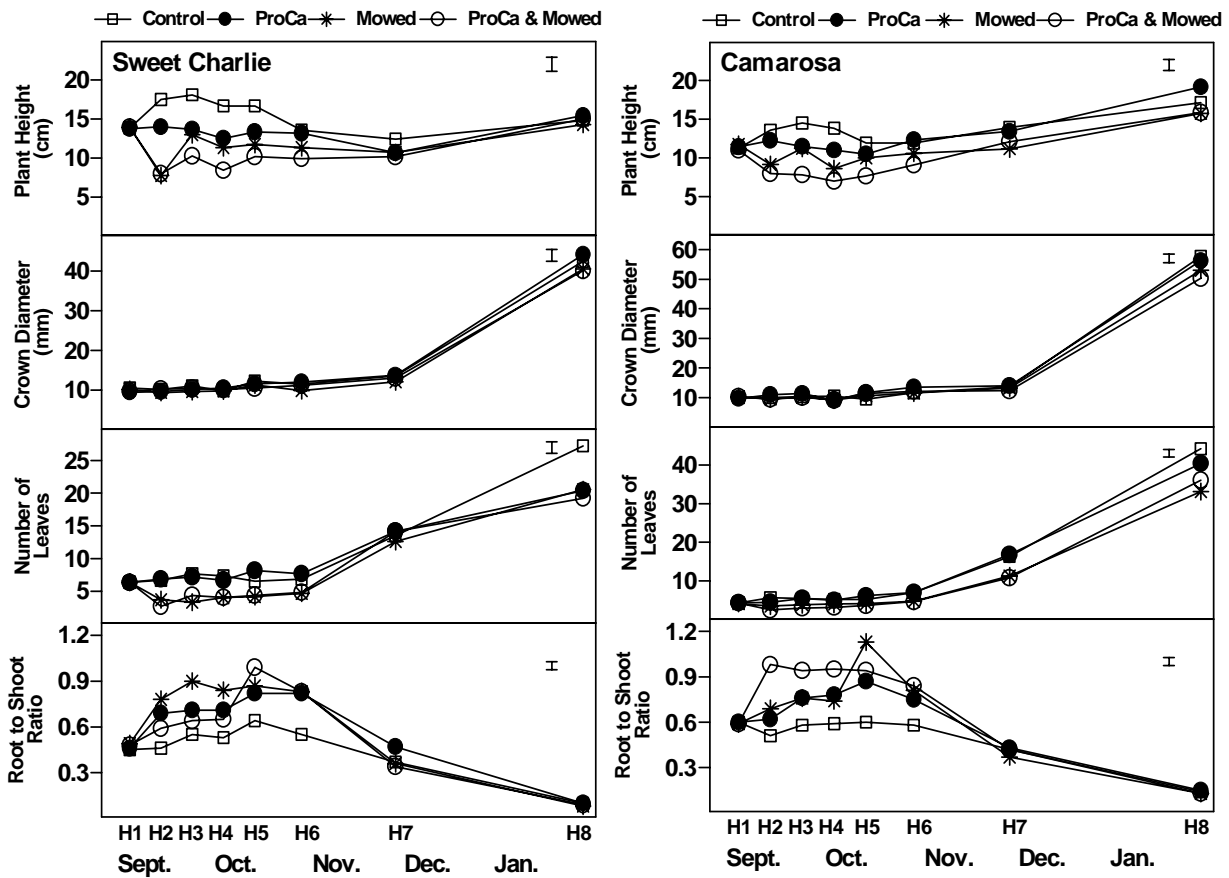 Control ProCa Mowed ProCa & Mowed
Sweet Charlie
Plant Height
(cm)
20
15
10
5
Crown Diameter
(mm)
40
30
20
10
Number of
Leaves
25
20
15
10
5
Root to Shoot
Ratio
1.2
0.9
0.6
0.3
H1 H2 H3 H4 H5 H6 H7 H8
Sept. Oct. Nov. Dec. Jan.
Control ProCa Mowed ProCa & Mowed
Camarosa
Plant Height
(cm)
20
15
10
5
Crown Diameter
(mm)
60
50
40
30
20
10
Number of
Leaves
40
30
20
10
Root to Shoot
Ratio
1.2
0.9
0.6
0.3
H1 H2 H3 H4 H5 H6 H7 H8
Sept. Oct. Nov. Dec. Jan.